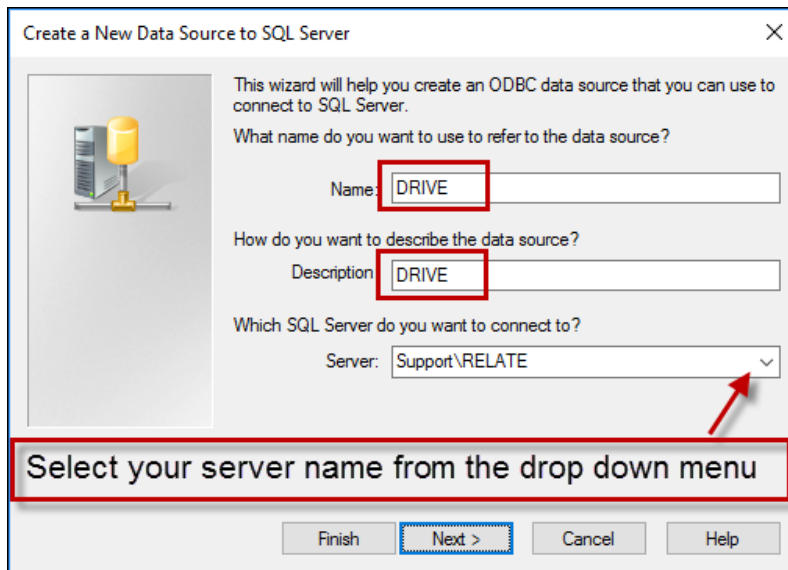 Create a New Data Source to SQL Server
This wizard will help you create an ODBC data source that you can use to
connect to SQL Server.
What name do you want to use to refer to the data source?
Name: DRIVE
How do you want to describe the data source?
Description DRIVE
Which SQL Server do you want to connect to?
Server: Support\RELATE
Select your server name from the drop down menu
Finish Next > Cancel Help